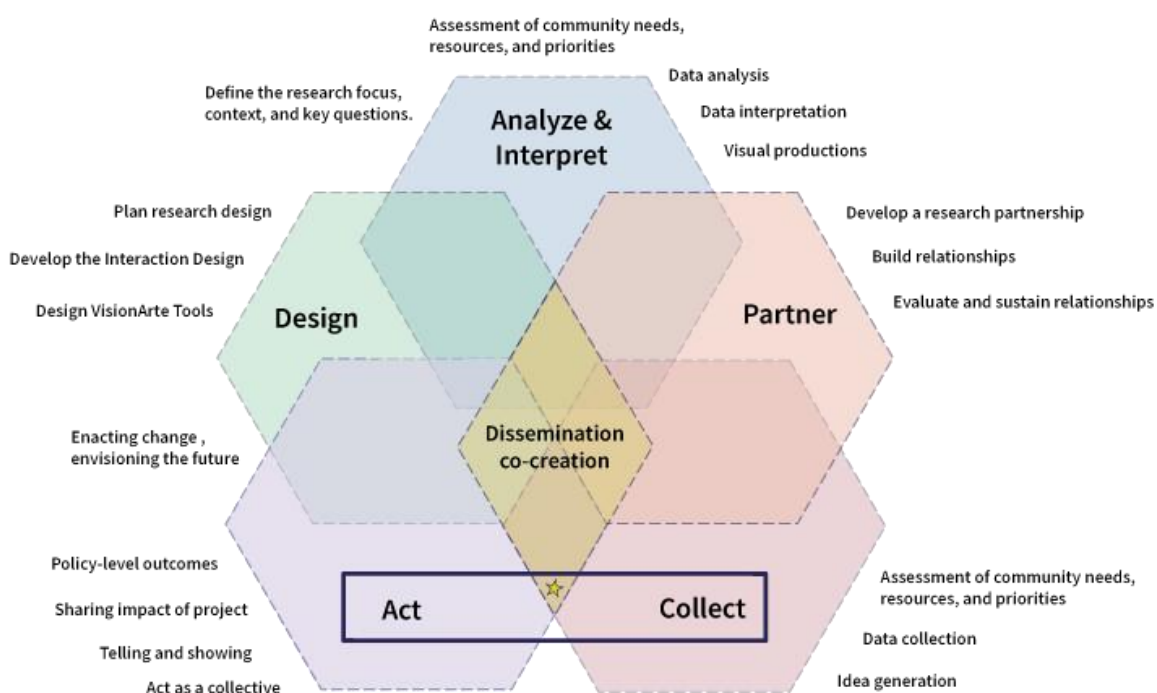 Assessment of community needs,
resources, and priorities
Define the research focus,
context, and key questions.
Analyze &
Interpret
Data analysis
Data interpretation
Visual productions
Plan research design
Develop the Interaction Design
Design VisionArte Tools
Design
Partner
Develop a research partnership
Build relationships
Evaluate and sustain relationships
Dissemination
co-creation
Enacting change ,
envisioning the future
Policy-level outcomes
Sharing impact of project
Telling and showing
Act as a collective
Act
Collect
Assessment of community needs,
resources, and priorities
Data collection
Idea generation